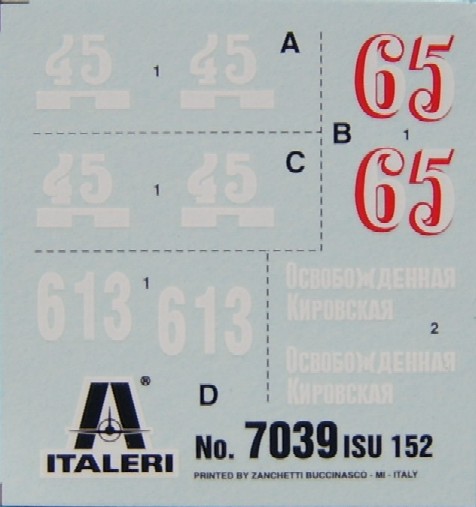 45 1 45 A
65
B 1
45 1 45 C
65
613 1 613
Освобожденная
Кировская
2
Освобожденная
Кировская
D
ITALERI ®
No. 7039 ISU 152
PRINTED BY ZANCHETTI BUCCINASCO - MI - ITALY